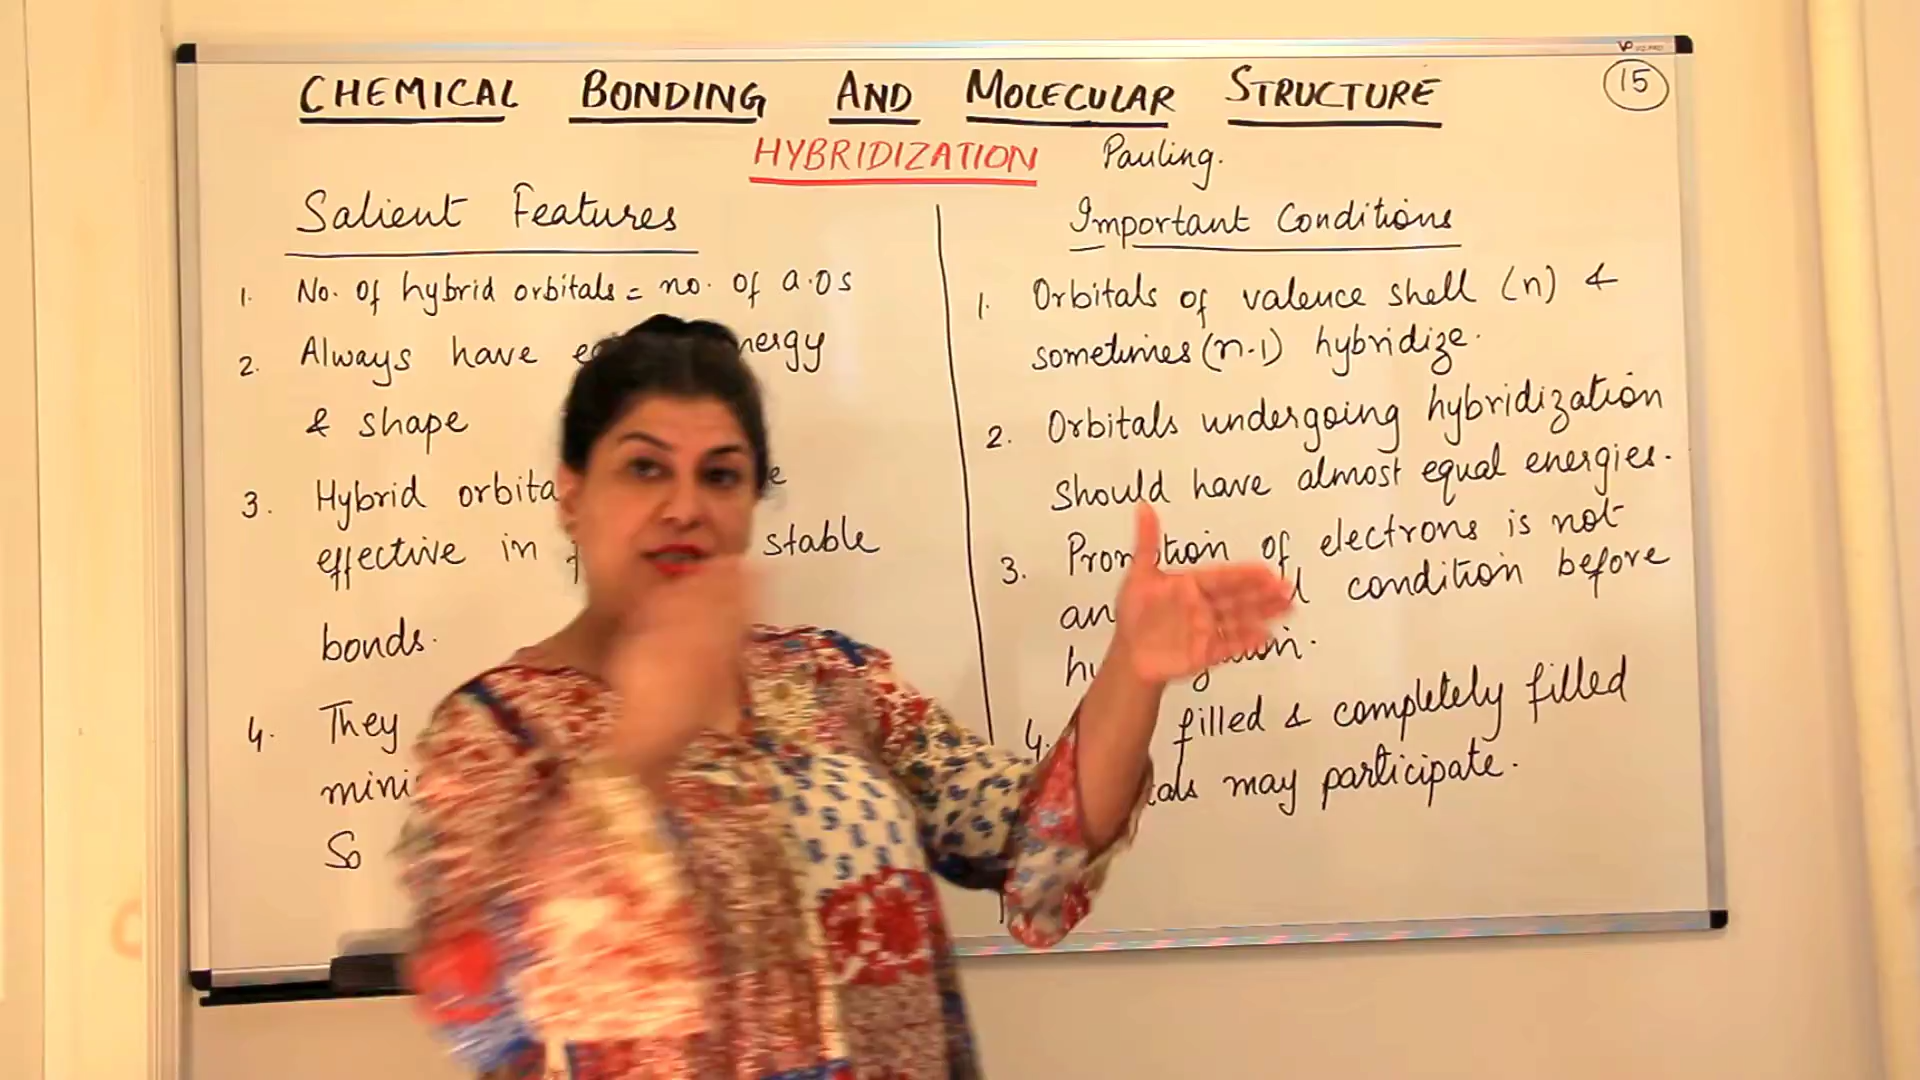 CHEMICAL BONDING AND MOLECULAR STRUCTURE
15
HYBRIDIZATION Pauling.
Salient Features
1. No. of hybrid orbitals = no. of a.os
2. Always have
& shape
3. Hybrid
effective in stable
bonds.
4. They
So
Important Conditions
1. Orbitals of valence shell (n) &
sometimes (n-1) hybridize.
2. Orbitals undergoing hybridization
should have almost equal energies.
3. Promotion of electrons is not
condition before
4. filled & completely filled
may participate.